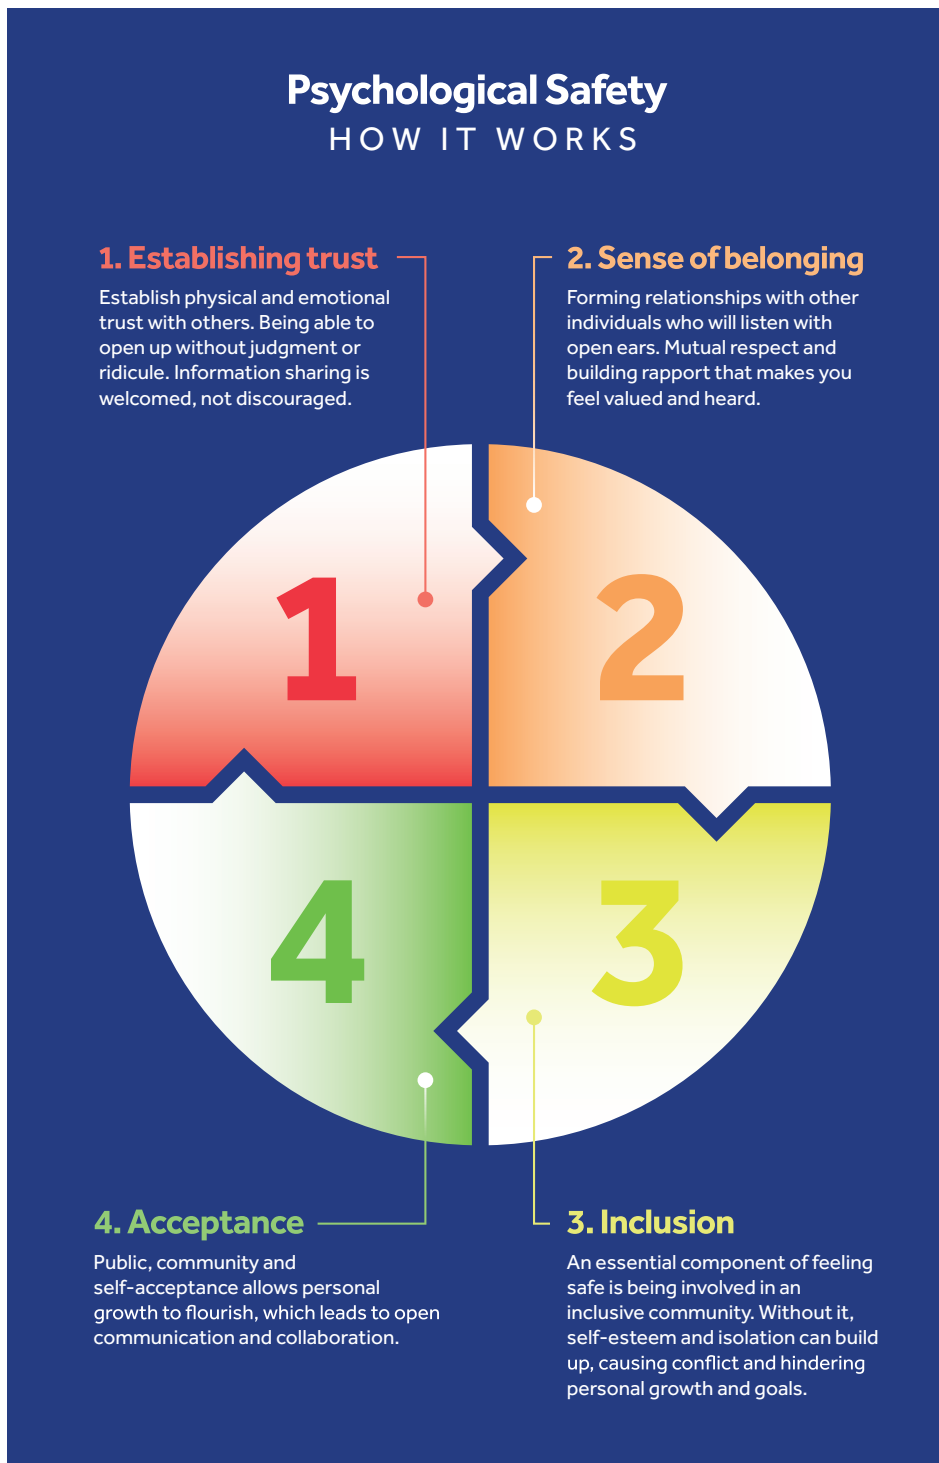 Psychological Safety
HOW IT WORKS
1. Establishing trust
Establish physical and emotional
trust with others. Being able to
open up without judgment or
ridicule. Information sharing is
welcomed, not discouraged.
2. Sense of belonging
Forming relationships with other
individuals who will listen with
open ears. Mutual respect and
building rapport that makes you
feel valued and heard.
1
2
4
3
4. Acceptance
Public, community and
self-acceptance allows personal
growth to flourish, which leads to open
communication and collaboration.
3. Inclusion
An essential component of feeling
safe is being involved in an
inclusive community. Without it,
self-esteem and isolation can build
up, causing conflict and hindering
personal growth and goals.